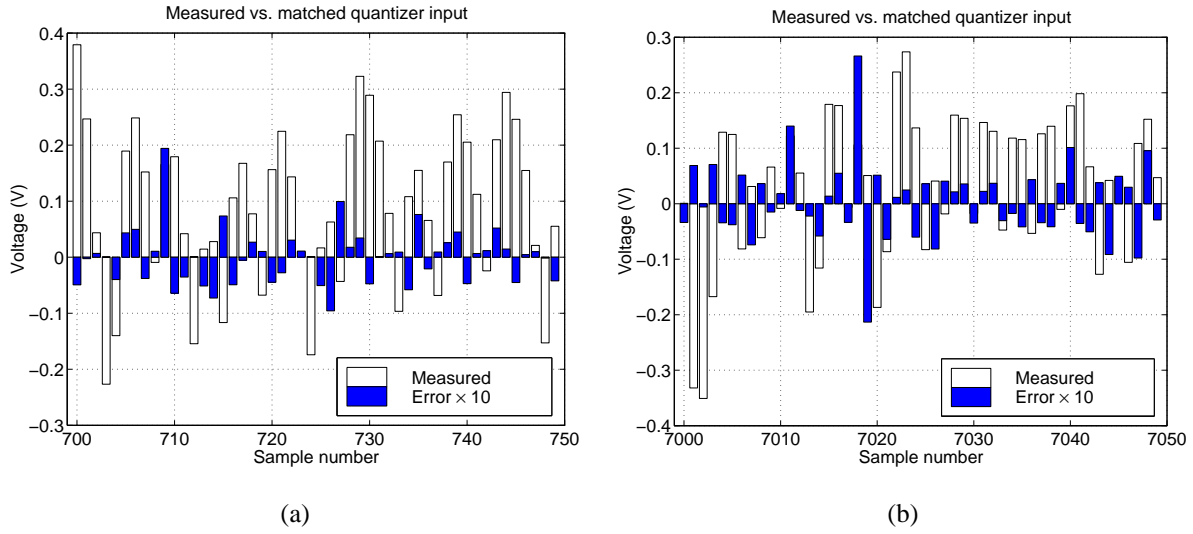 Measured vs. matched quantizer input
0.4
0.3
0.2
0.1
0
−0.1
−0.2
−0.3
Voltage (V)
700 710 720 730 740 750
Sample number
Measured
Error × 10
(a)
Measured vs. matched quantizer input
0.3
0.2
0.1
0
−0.1
−0.2
−0.3
−0.4
Voltage (V)
7000 7010 7020 7030 7040 7050
Sample number
Measured
Error × 10
(b)